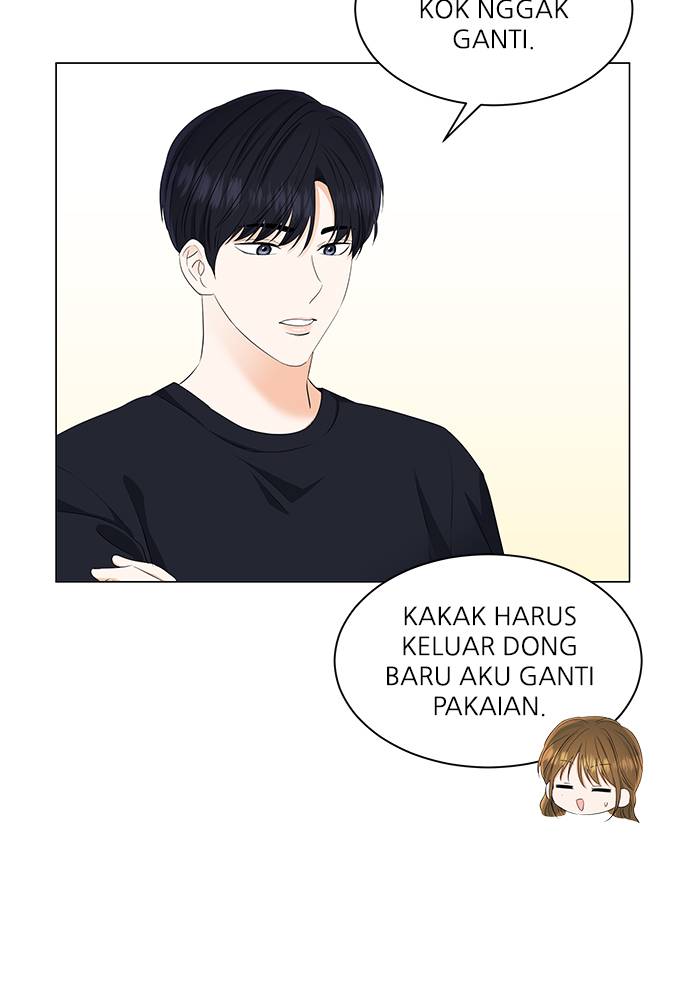 KOK NGGAK
GANTI.
KAKAK HARUS
KELUAR DONG
BARU AKU GANTI
PAKAIAN.